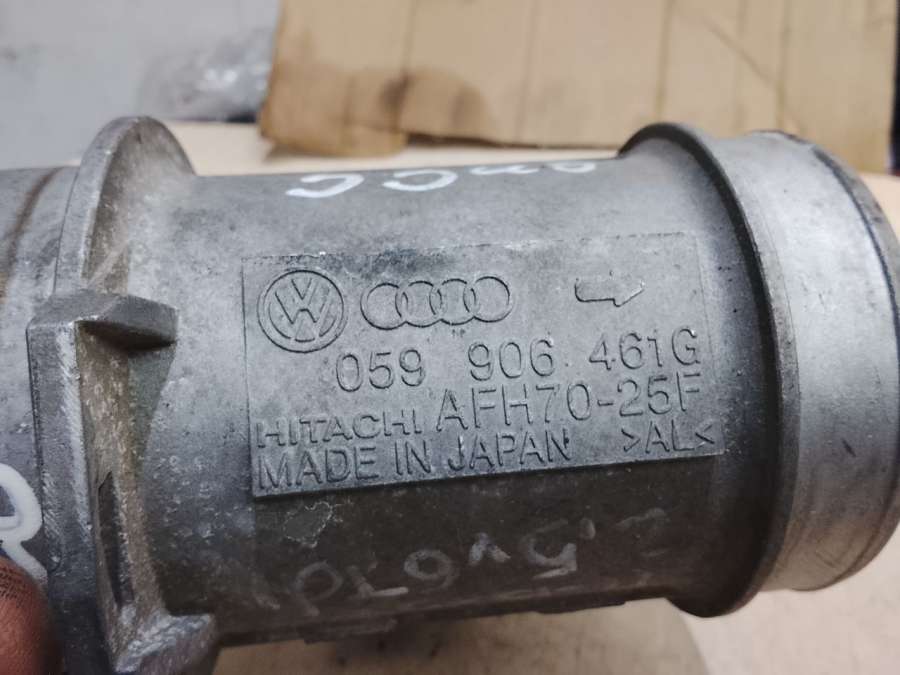 059 906 461G
HITACHI AFH70-25F
MADE IN JAPAN >AL<